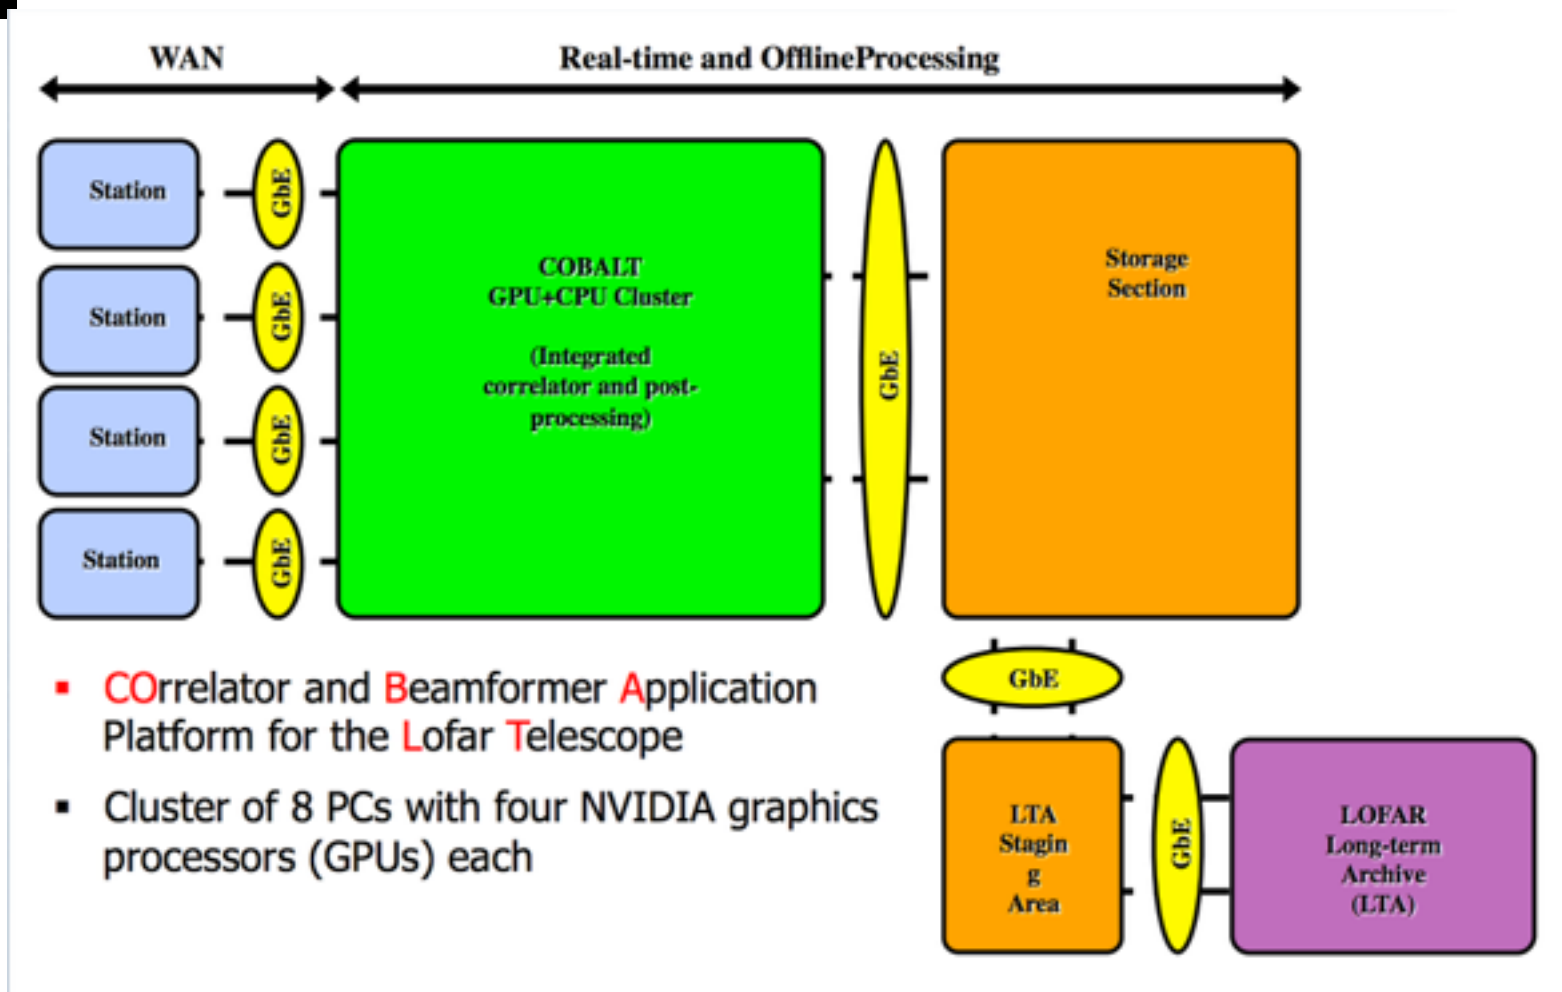 WAN
Real-time and OfflineProcessing
Station
GbE
Station
GbE
Station
GbE
Station
GbE
COBALT
GPU+CPU Cluster
(Integrated
correlator and post-
processing)
GbE
Storage
Section
GbE
COrrelator and Beamformer Application
Platform for the Lofar Telescope
Cluster of 8 PCs with four NVIDIA graphics
processors (GPUs) each
LTA
Stagin
g
Area
GbE
LOFAR
Long-term
Archive
(LTA)